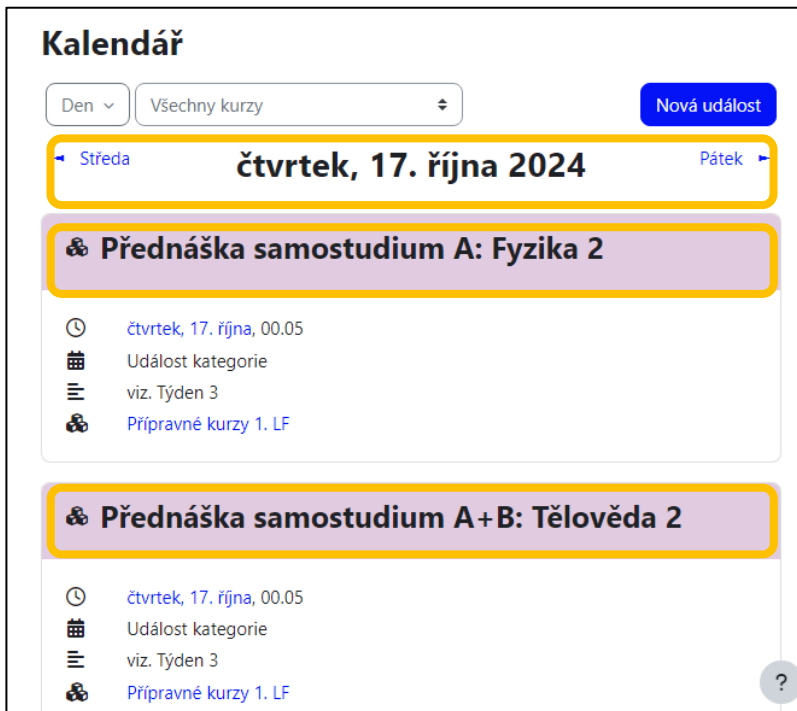 Kalendář
Den Všechny kurzy Nová událost
◄ Středa čtvrtek, 17. října 2024 Pátek ►
Přednáška samostudium A: Fyzika 2
čtvrtek, 17. října, 00.05
Událost kategorie
viz. Týden 3
Přípravné kurzy 1. LF
Přednáška samostudium A+B: Tělověda 2
čtvrtek, 17. října, 00.05
Událost kategorie
viz. Týden 3
Přípravné kurzy 1. LF
?